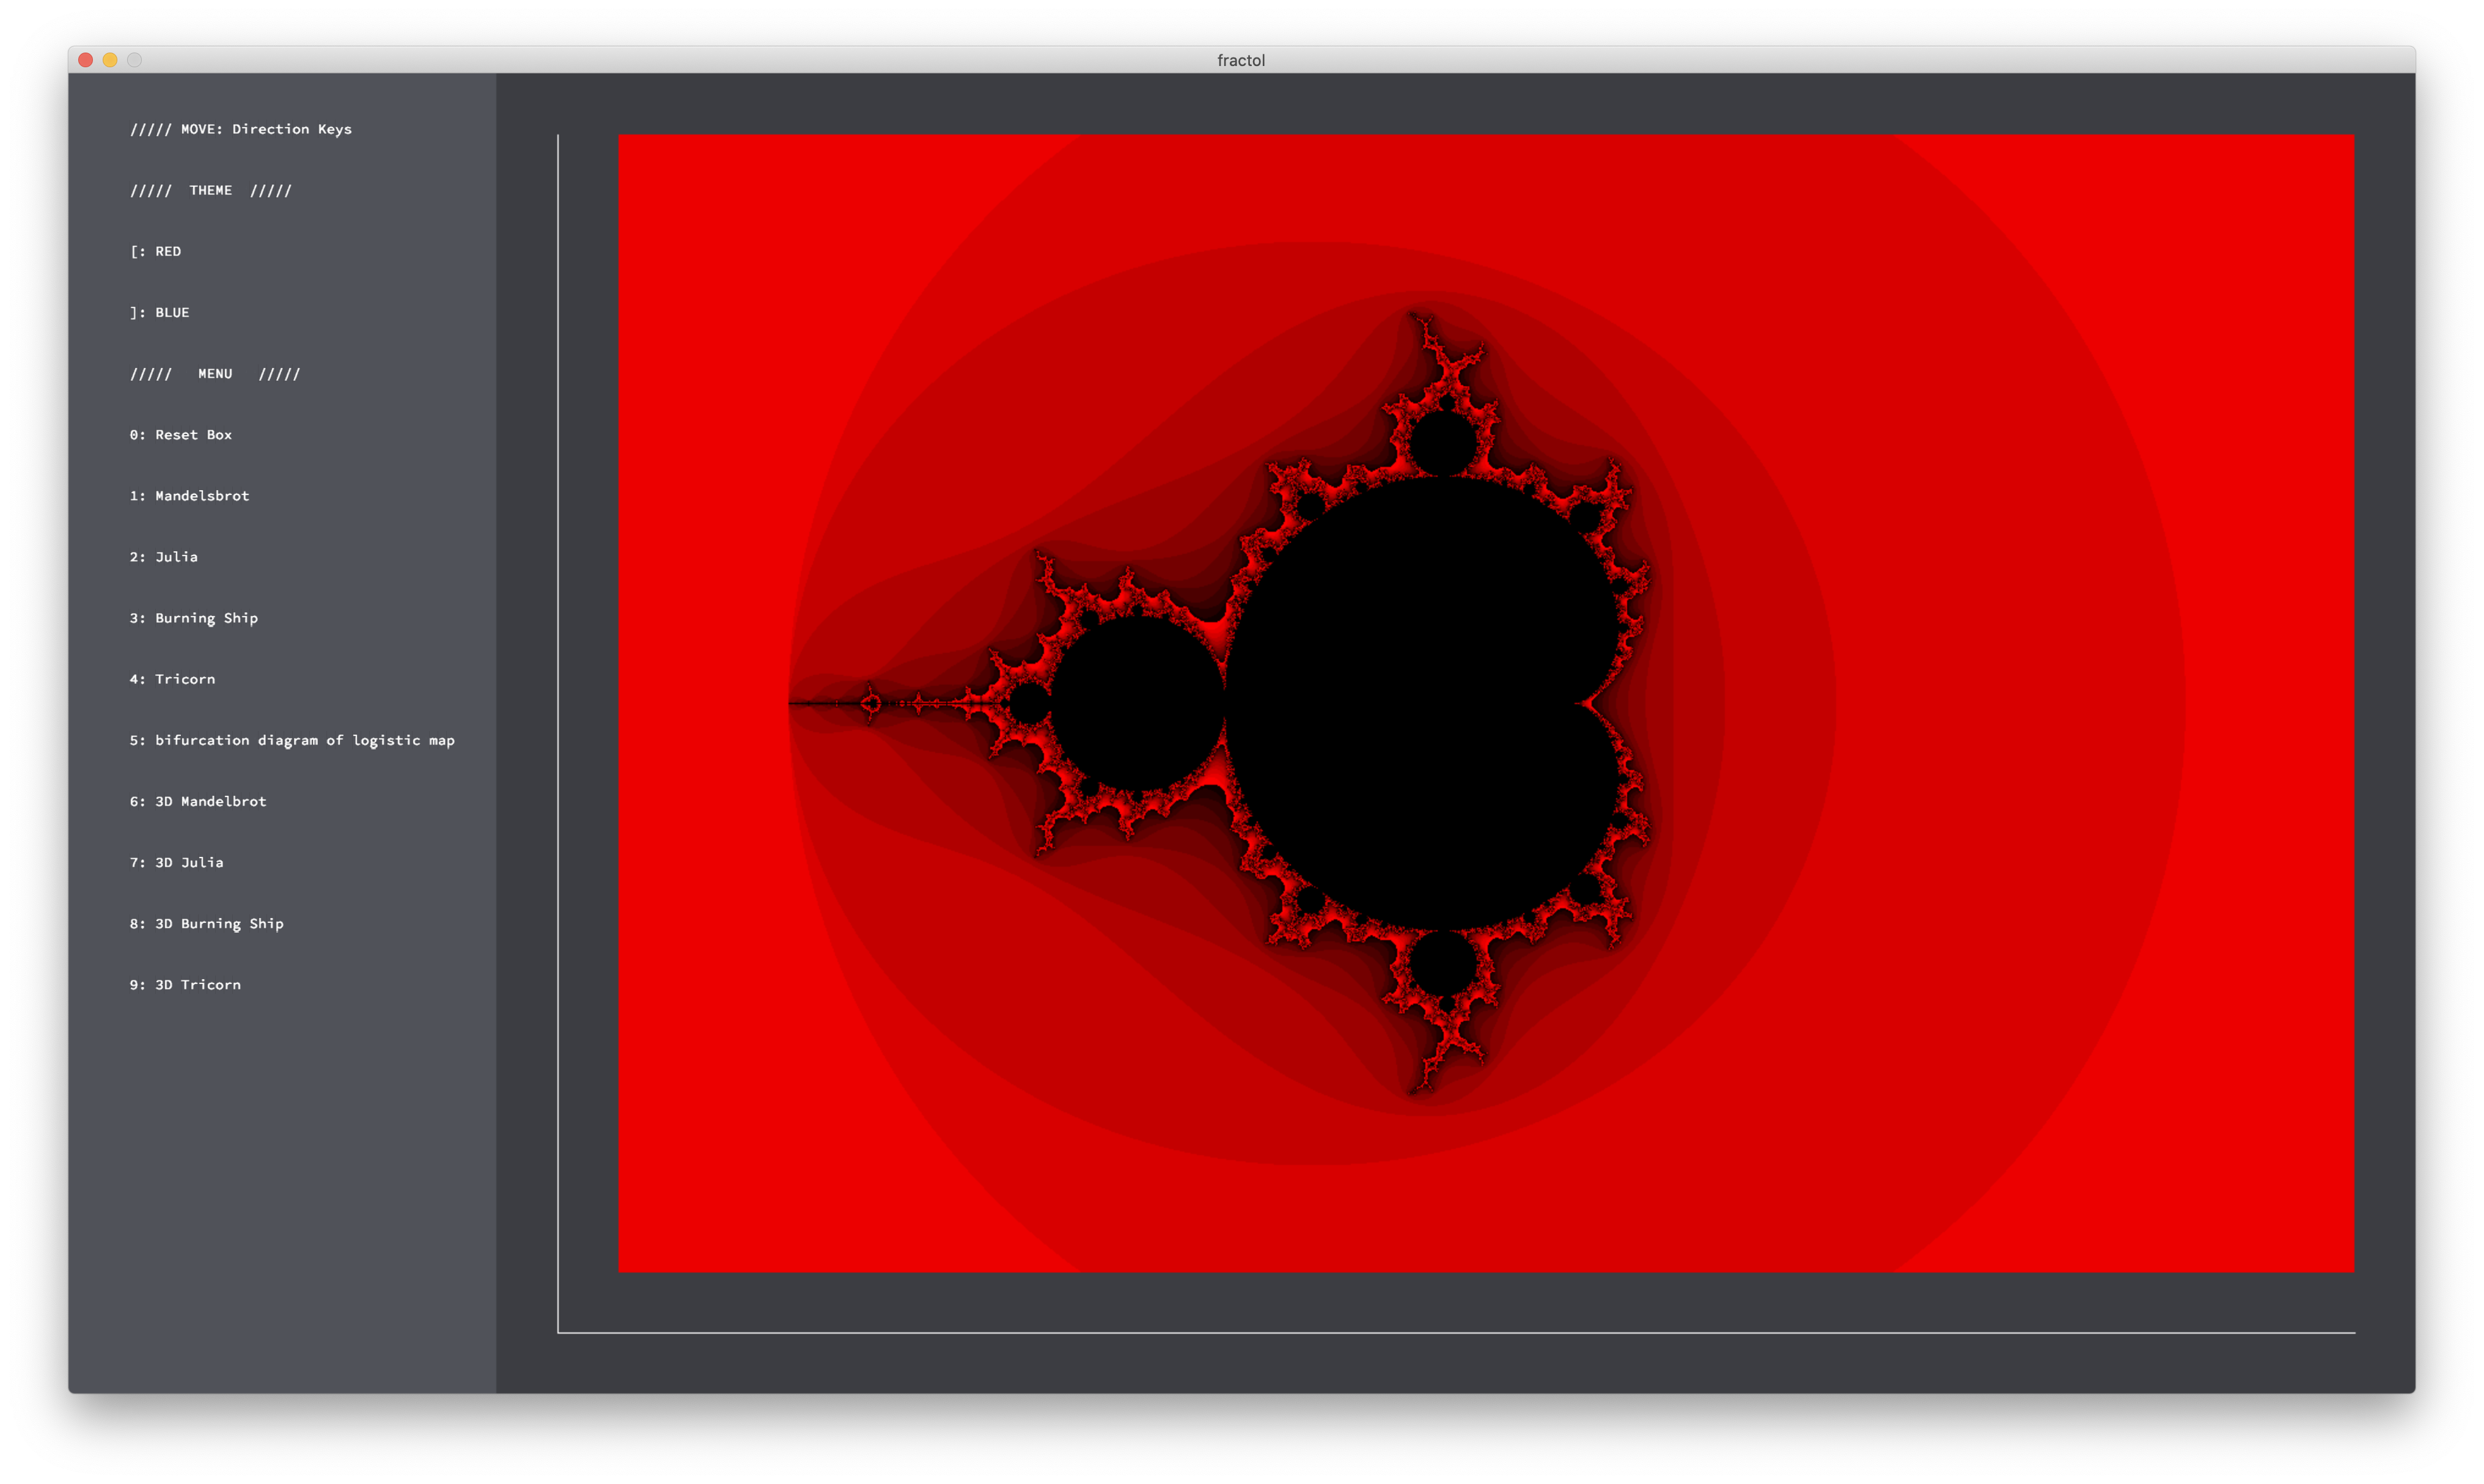 fractol
///// MOVE: Direction Keys
///// THEME /////
[: RED
]: BLUE
///// MENU /////
0: Reset Box
1: Mandelsbrot
2: Julia
3: Burning Ship
4: Tricorn
5: bifurcation diagram of logistic map
6: 3D Mandelbrot
7: 3D Julia
8: 3D Burning Ship
9: 3D Tricorn